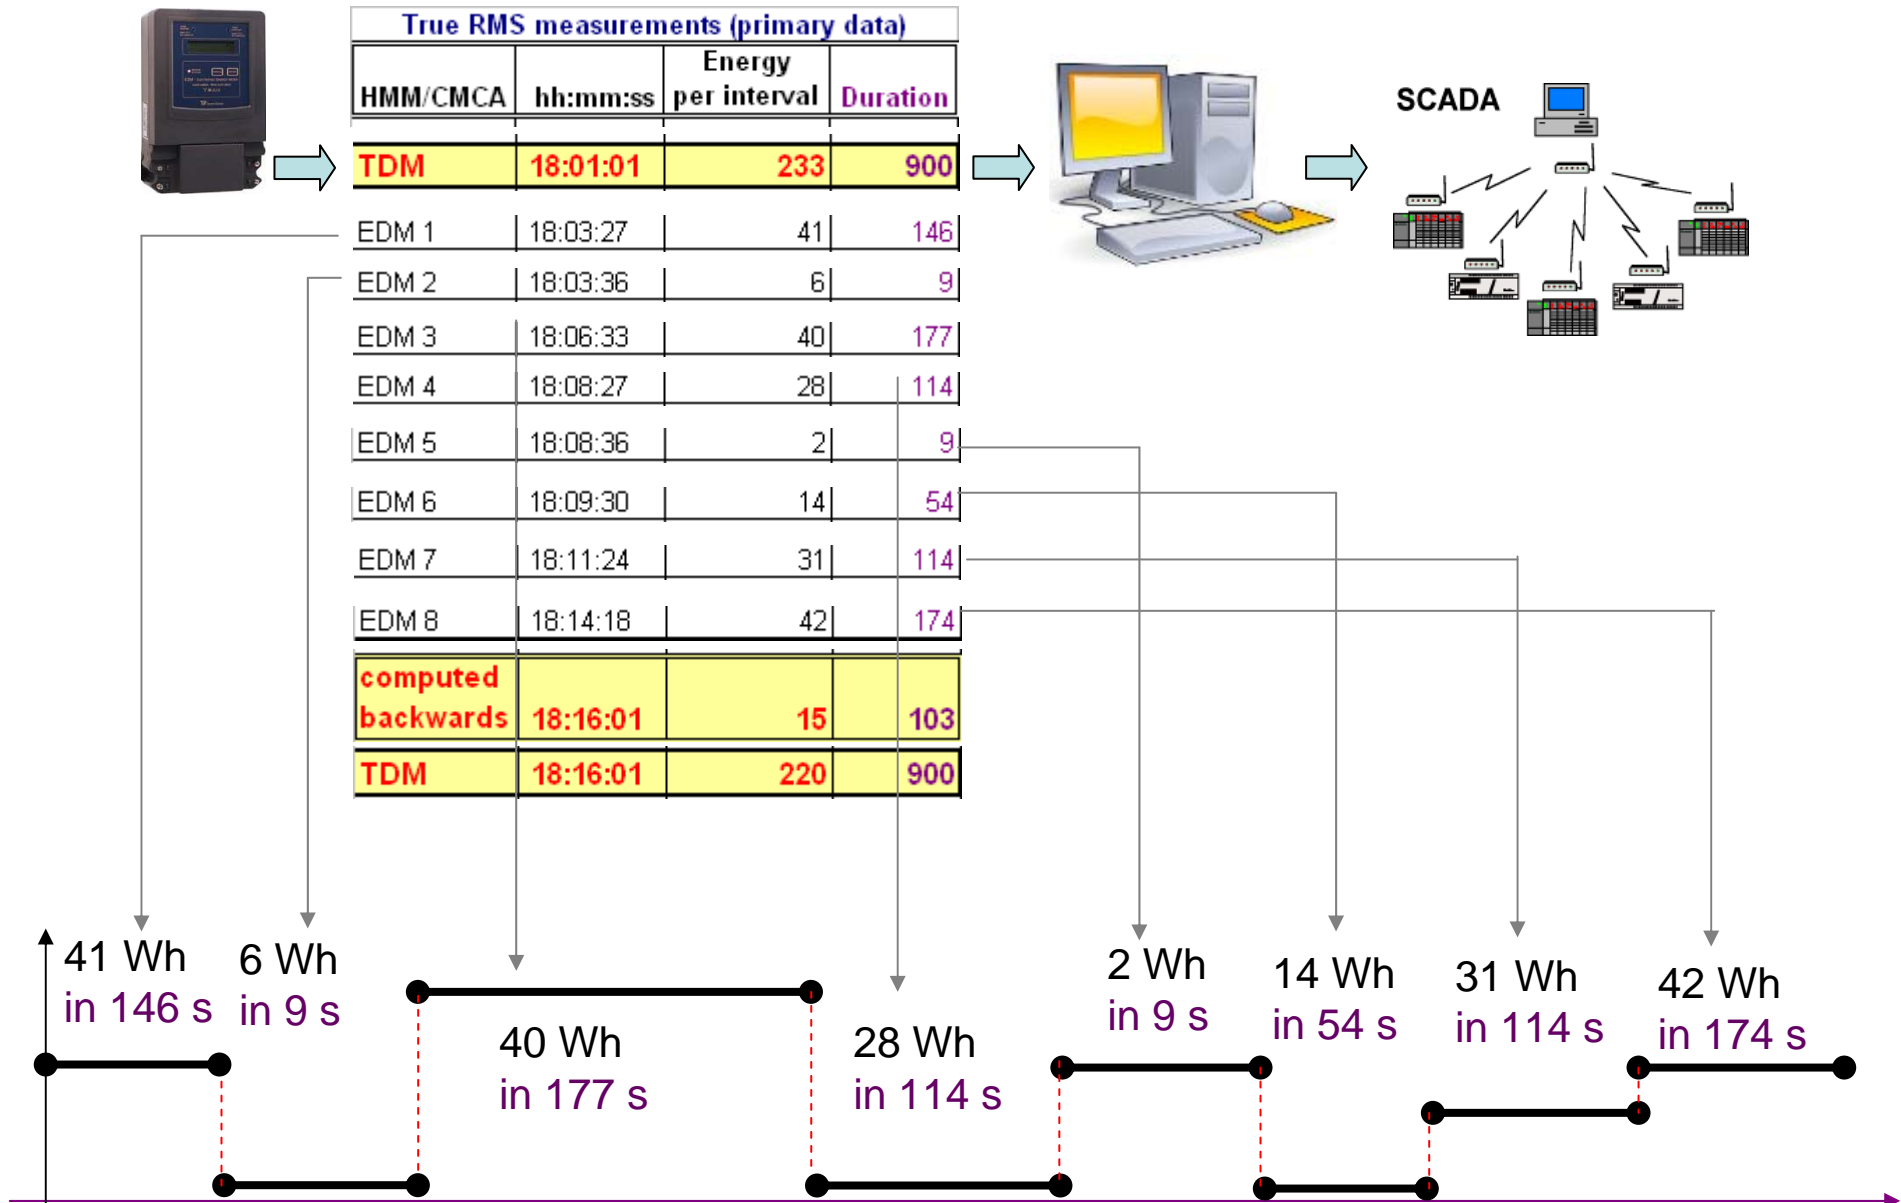 True RMS measurements (primary data)
HMM/CMCA hh:mm:ss Energy per interval Duration
TDM 18:01:01 233 900
EDM 1 18:03:27 41 146
EDM 2 18:03:36 6 9
EDM 3 18:06:33 40 177
EDM 4 18:08:27 28 114
EDM 5 18:08:36 2 9
EDM 6 18:09:30 14 54
EDM 7 18:11:24 31 114
EDM 8 18:14:18 42 174
computed
backwards 18:16:01 15 103
TDM 18:16:01 220 900
SCADA
41 Wh
in 146 s
6 Wh
in 9 s
40 Wh
in 177 s
28 Wh
in 114 s
2 Wh
in 9 s
14 Wh
in 54 s
31 Wh
in 114 s
42 Wh
in 174 s